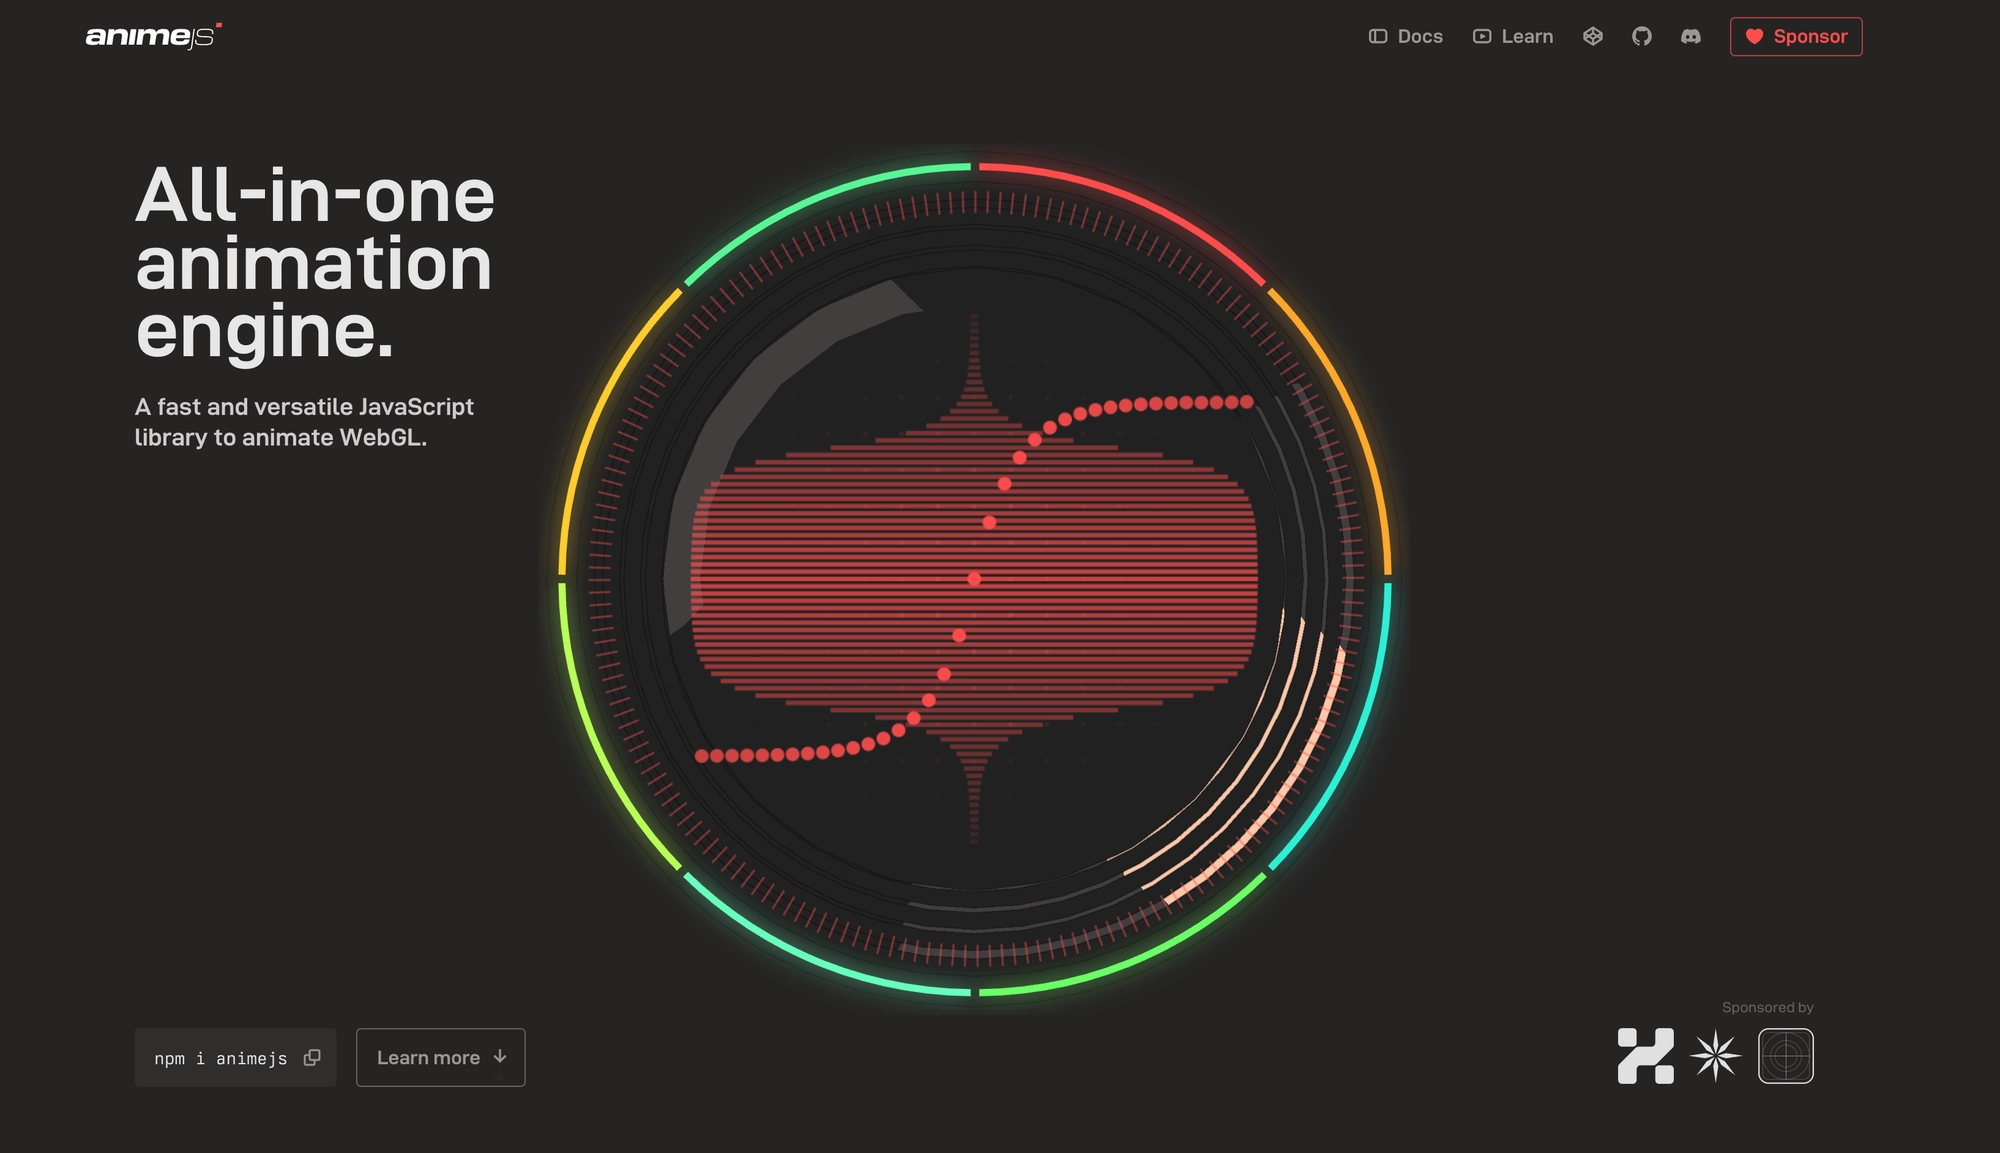 animejs
Docs
Learn
Sponsor
All-in-one
animation
engine.
A fast and versatile JavaScript
library to animate WebGL.
npm i animejs
Learn more
Sponsored by